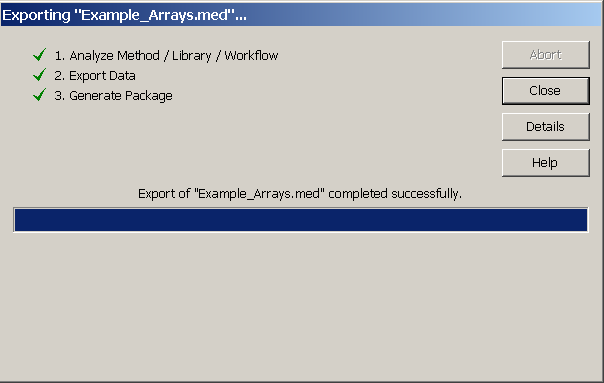 Exporting "Example_Arrays.med"...
1. Analyze Method / Library / Workflow
2. Export Data
3. Generate Package
Abort
Close
Details
Help
Export of "Example_Arrays.med" completed successfully.